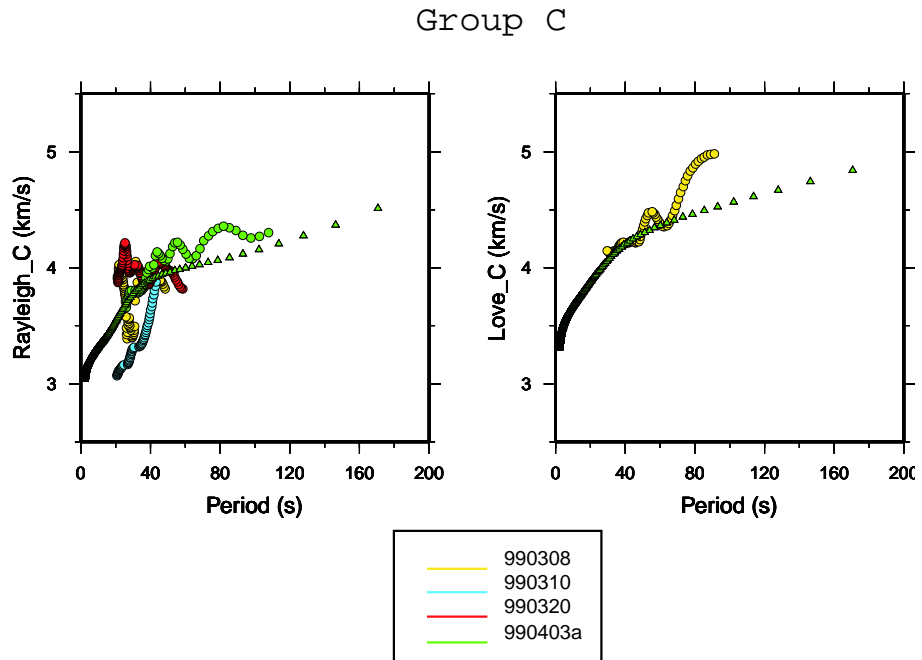 Group C
Rayleigh_C (km/s)
5
4
3
0 40 80 120 160 200
Period (s)
Love_C (km/s)
5
4
3
0 40 80 120 160 200
Period (s)
990308
990310
990320
990403a